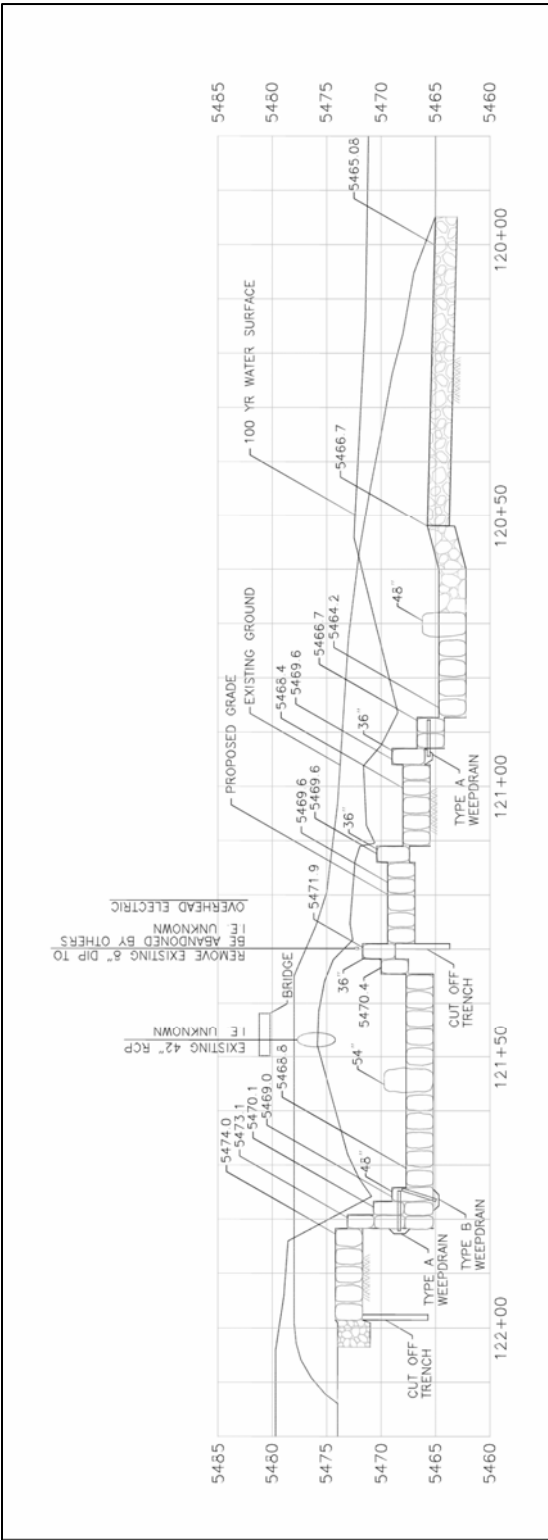 5485
5480
5475
5470
5465
5460
EXISTING 42" RCP
I.E. UNKNOWN
BRIDGE
REMOVE EXISTING 8" DIP TO
BE ABANDONED BY OTHERS
I.E. UNKNOWN
OVERHEAD ELECTRIC
PROPOSED GRADE
EXISTING GROUND
100 YR WATER SURFACE
5474.0
5473.1
5470.1
5469.0
5468.8
48"
54"
5470.4
36"
5471.9
5469.6
5469.6
36"
5468.4
5469.6
36"
5466.7
5464.2
48"
5466.7
5465.08
CUT OFF
TRENCH
TYPE A
WEEPDRAIN
TYPE B
WEEPDRAIN
CUT OFF
TRENCH
TYPE A
WEEPDRAIN
122+00
121+50
121+00
120+50
120+00
5485
5480
5475
5470
5465
5460